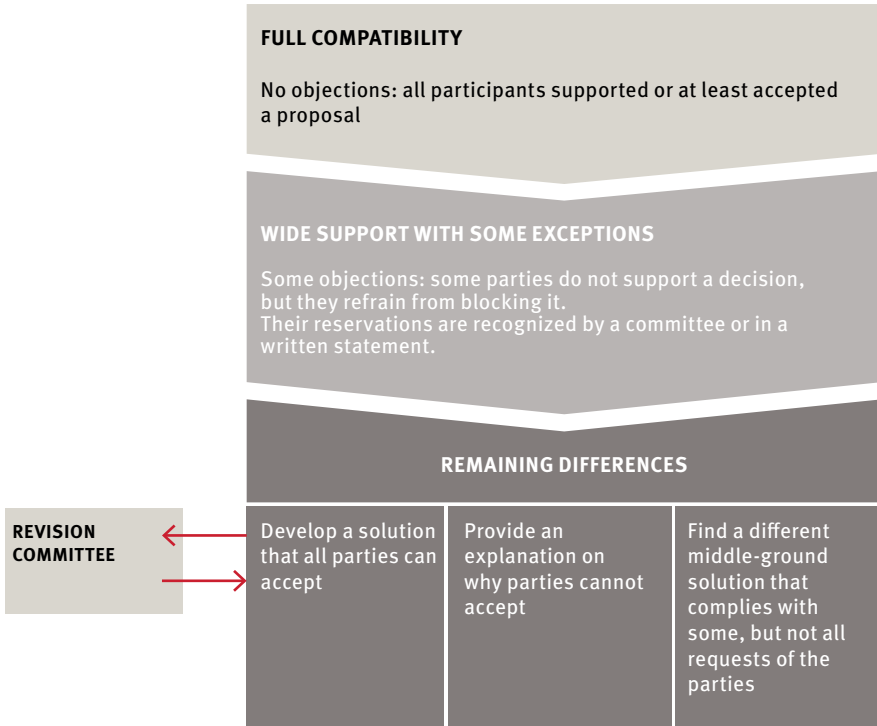 FULL COMPATIBILITY
No objections: all participants supported or at least accepted
a proposal
WIDE SUPPORT WITH SOME EXCEPTIONS
Some objections: some parties do not support a decision,
but they refrain from blocking it.
Their reservations are recognized by a committee or in a
written statement.
REMAINING DIFFERENCES
REVISION
COMMITTEE
Develop a solution
that all parties can
accept
Provide an
explanation on
why parties cannot
accept
Find a different
middle-ground
solution that
complies with
some, but not all
requests of the
parties